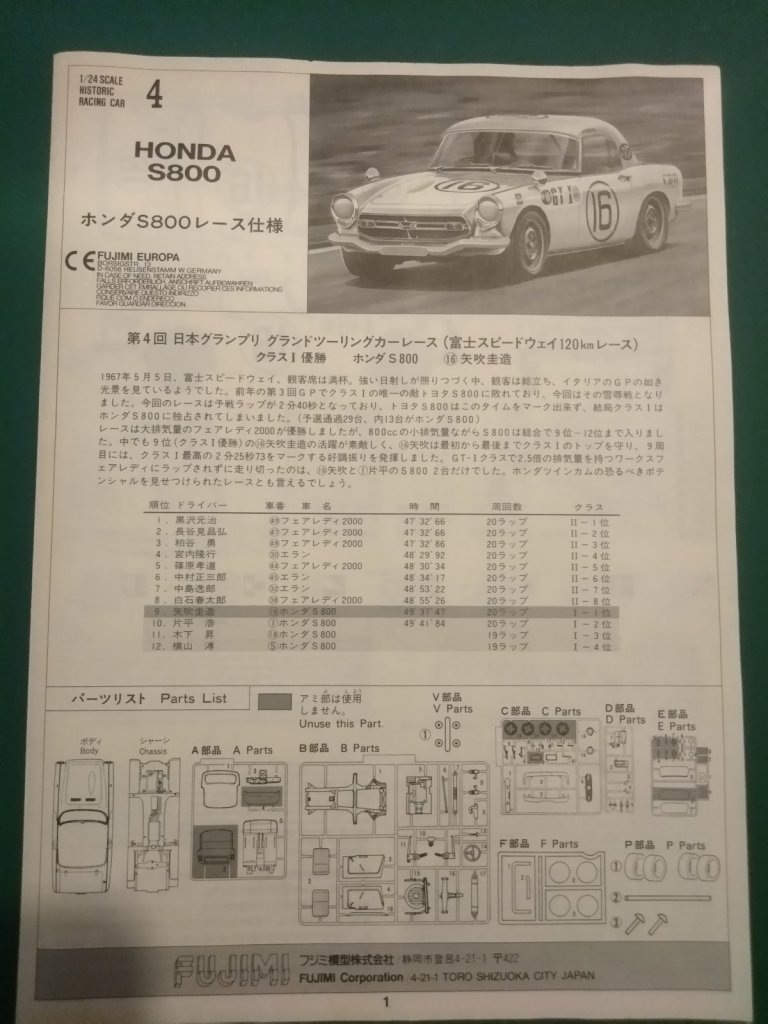 1/24 SCALE
HISTORIC
RACING CAR
4
HONDA
S800
ホンダS800レース仕様
CE
FUJIMI EUROPA
BORSIGSTR. 13
D-6056 HEUSENSTAMM W. GERMANY
IN CASE OF NEED, RETAIN ADDRESS
FALLS ERFORDERLICH, ANSCHRIFT AUFBEWAHREN
GARDER CET EMBALLAGE OU RECOPIER CES INFORMATIONS
CONSERVARE QUESTO INDIRIZZO
FIQUE COM O ENDERECO
FAVOR GUARDAR DIRECCION
16
GT I
16
第4回 日本グランプリ グランドツーリングカーレース (富士スピードウェイ120kmレース)
クラスI 優勝 ホンダS800 ⑯矢吹圭造
1967年5月5日、富士スピードウェイ、観客席は満杯。強い日射しが照りつづく中、観客は総立ち、イタリアのGPの如き
光景を見ているようでした。前年の第3回GPでクラスIの唯一の敵トヨタS800に敗れており、今回はその雪辱戦となり
ました。今回のレースは予戦ラップが2分40秒となっており、トヨタS800はこのタイムをマーク出来ず、結局クラスIは
ホンダS800に独占されてしまいました。(予選通過29台、内13台がホンダS800)
レースは大排気量のフェアレディ2000が優勝しましたが、800ccの小排気量ながらS800は総合で9位~12位まで入りまし
た。中でも9位(クラスI優勝)の⑯矢吹圭造の活躍が素敵しく、⑯矢吹は最初から最後までクラスIのトップを守り、9周
目には、クラスI最高の2分25秒73をマークする好調振りを発揮しました。GT-Iクラスで2.5倍の排気量を持つワークスフ
ェアレディにラップされずに走り切ったのは、⑯矢吹と①片平のS800 2台だけでした。ホンダツインカムの恐るべきポテ
ンシャルを見せつけられたレースとも言えるでしょう。
順位 ドライバー 車番 車名 時間 周回数 クラス
1. 黒沢元治 フェアレディ2000 47′32″66 20ラップ II-1位
2. 長谷見昌弘 ㊼フェアレディ2000 47′32″66 20ラップ II-2位
3. 粕谷 勇 フェアレディ2000 47′32″86 20ラップ II-3位
4. 宮内隆行 エラン 48′29″92 20ラップ II-4位
5. 篠原孝道 ㊹フェアレディ2000 48′30″34 20ラップ II-5位
6. 中村正三郎 ㊺エラン 48′34″17 20ラップ II-6位
7. 中島逸郎 エラン 48′53″22 20ラップ II-7位
8. 白石春太郎 フェアレディ2000 48′55″26 20ラップ II-8位
9. 矢吹圭造 ⑯ホンダS800 49′37″47 20ラップ I-1位
10. 片平 浩 ①ホンダS800 49′41″84 20ラップ I-2位
11. 木下 昇 ホンダS800 19ラップ I-3位
12. 横山 ⑤ホンダS800 19ラップ I-4位
パーツリスト Parts List
アミ部は使用
しません。
Unuse this Part.
ボディ
Body
シャーシ
Chassis
A部品 A Parts
B部品 B Parts
V部品
V Parts
①
C部品 C Parts
D部品
D Parts
E部品
E Parts
F部品 F Parts
P部品 P Parts
①
②
③
FUJIMI
フジミ模型株式会社 静岡市登呂4-21-1 〒422
FUJIMI Corporation 4-21-1 TORO SHIZUOKA CITY JAPAN
1